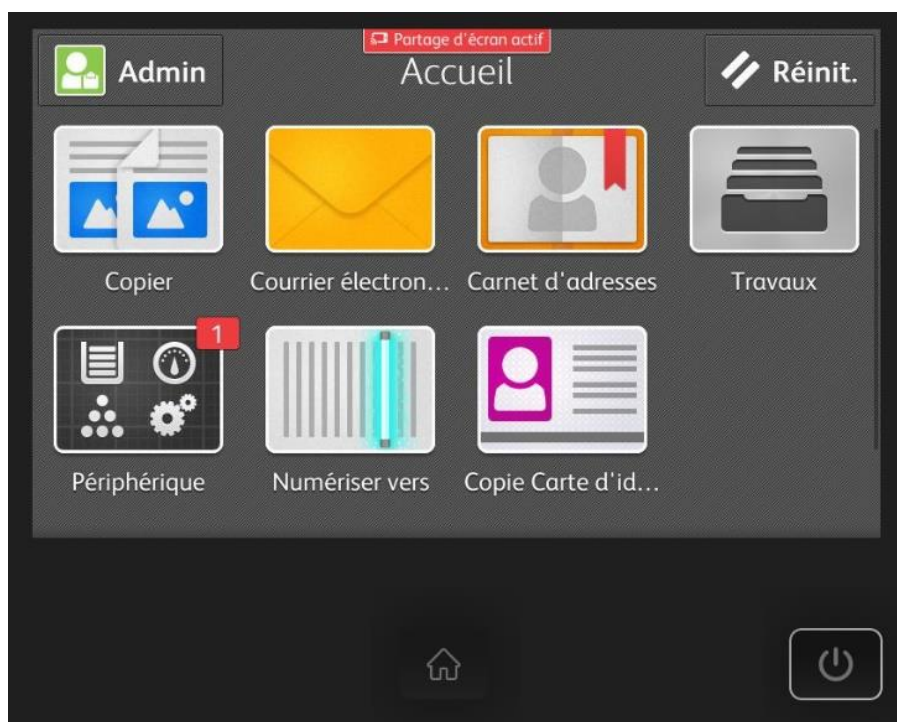 Partage d'écran actif
Admin
Accueil
Réinit.
Copier
Courrier électron...
Carnet d'adresses
Travaux
1
Périphérique
Numériser vers
Copie Carte d'id...